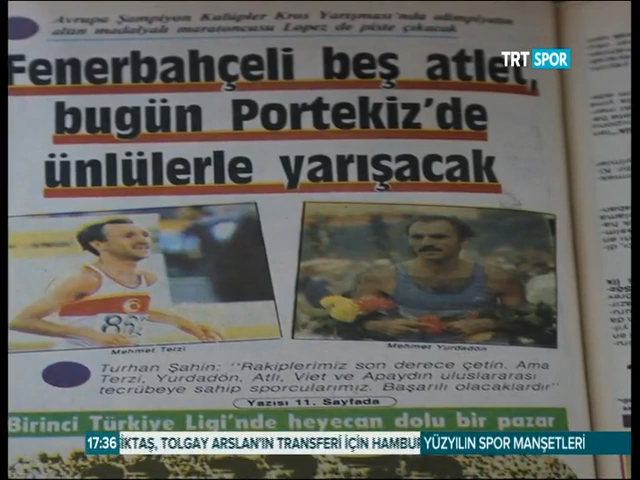 Avrupa Şampiyon Kulüpler Kros Yarışması'nda olimpiyatın
altın madalyalı maratoncusu Lopez de piste çıkacak
TRT SPOR
Fenerbahçeli beş atlet,
bugün Portekiz'de
ünlülerle yarışacak
Mehmet Terzi
Mehmet Yurdadön
Turhan Şahin: "Rakiplerimiz son derece çetin. Ama
Terzi, Yurdadön, Atlı, Viet ve Apaydın uluslararası
tecrübeye sahip sporcularımız. Başarılı olacaklardır"
Yazısı 11. Sayfada
Birinci Türkiye Ligi'nde heyecan dolu bir pazar
17:36 İKTAŞ, TOLGAY ARSLAN'IN TRANSFERİ İÇİN HAMBU YÜZYILIN SPOR MANŞETLERİ